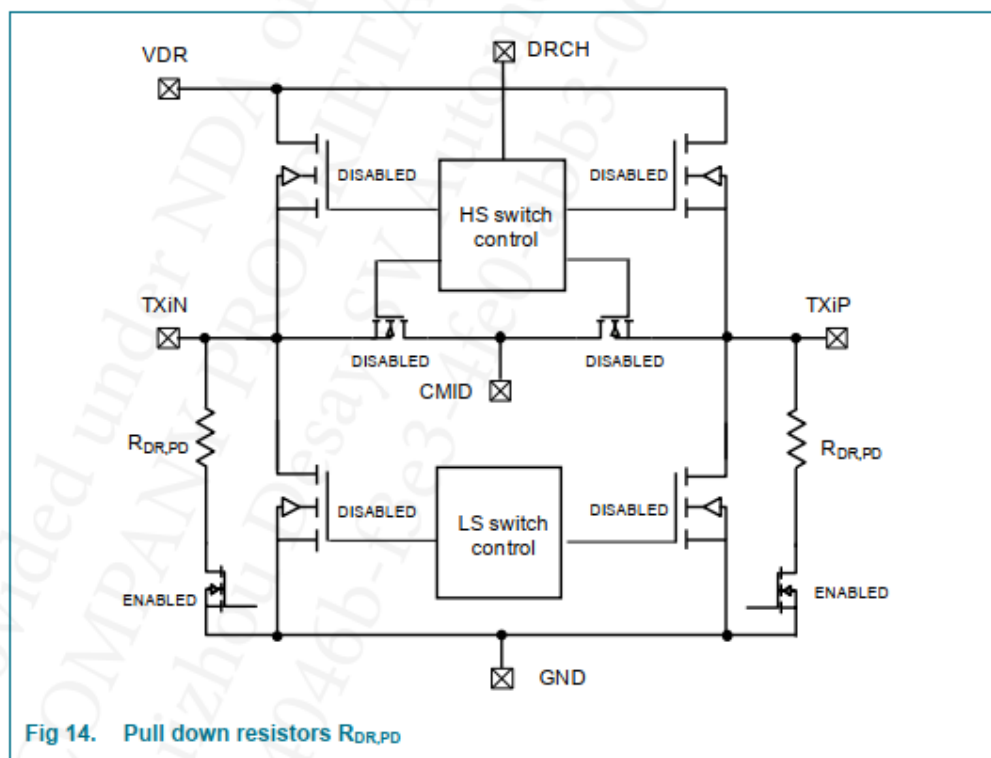 VDR
DRCH
DISABLED
DISABLED
HS switch
control
TXiN
TXiP
DISABLED
DISABLED
CMID
RDR,PD
RDR,PD
DISABLED
DISABLED
LS switch
control
ENABLED
ENABLED
GND
Fig 14. Pull down resistors RDR,PD